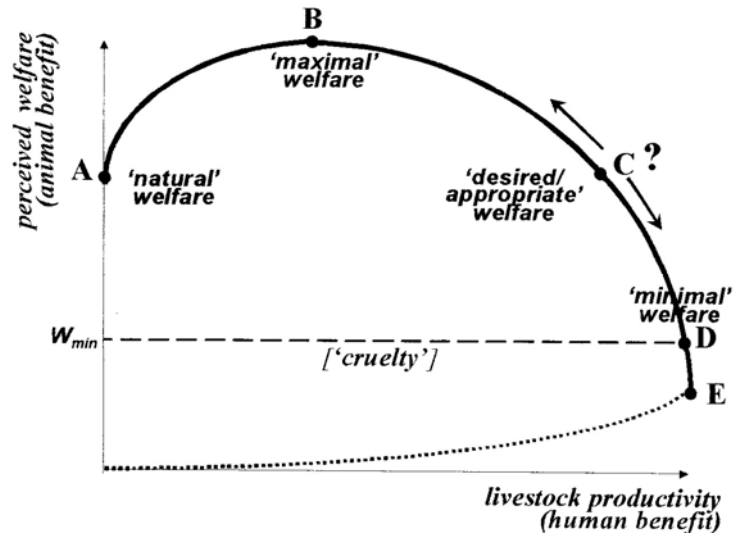 B
'maximal'
welfare
perceived welfare
(animal benefit)
A
'natural'
welfare
C ?
'desired/
appropriate'
welfare
'minimal'
welfare
Wmin
D
['cruelty']
E
livestock productivity
(human benefit)